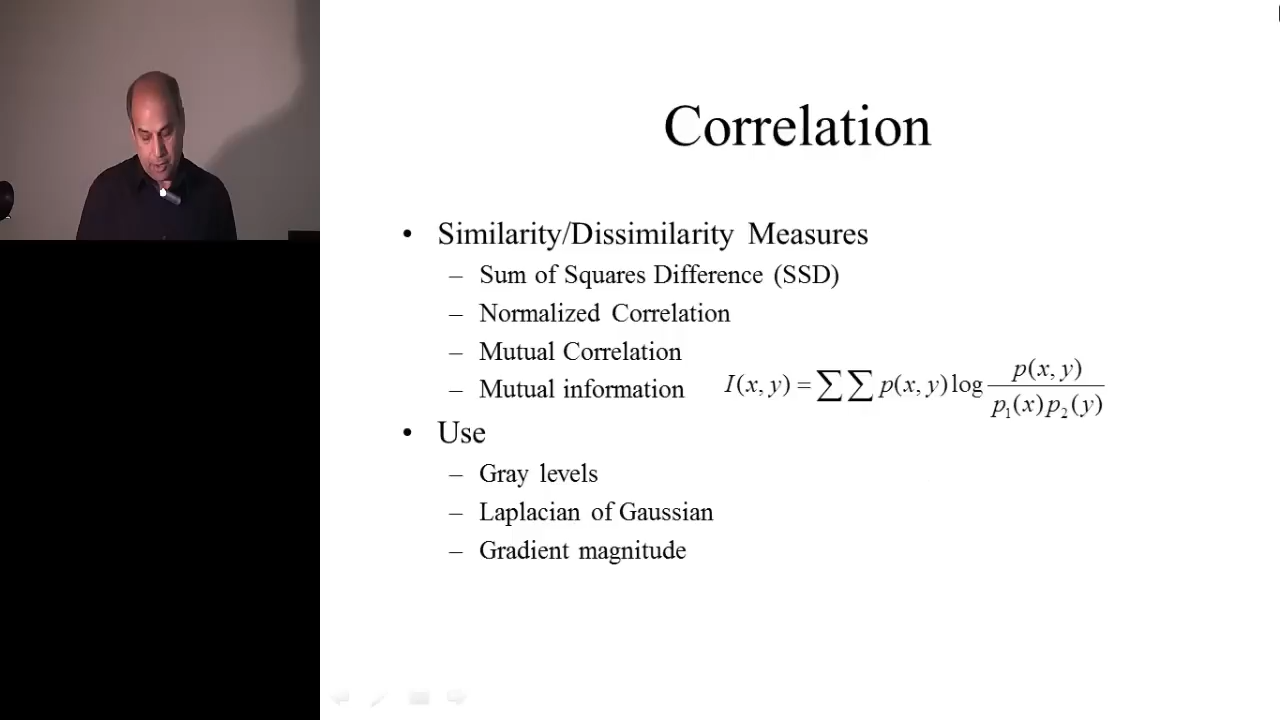 Correlation
• Similarity/Dissimilarity Measures
– Sum of Squares Difference (SSD)
– Normalized Correlation
– Mutual Correlation
– Mutual information I(x, y) = ∑∑ p(x, y) log p(x, y) / p₁(x) p₂(y)
• Use
– Gray levels
– Laplacian of Gaussian
– Gradient magnitude